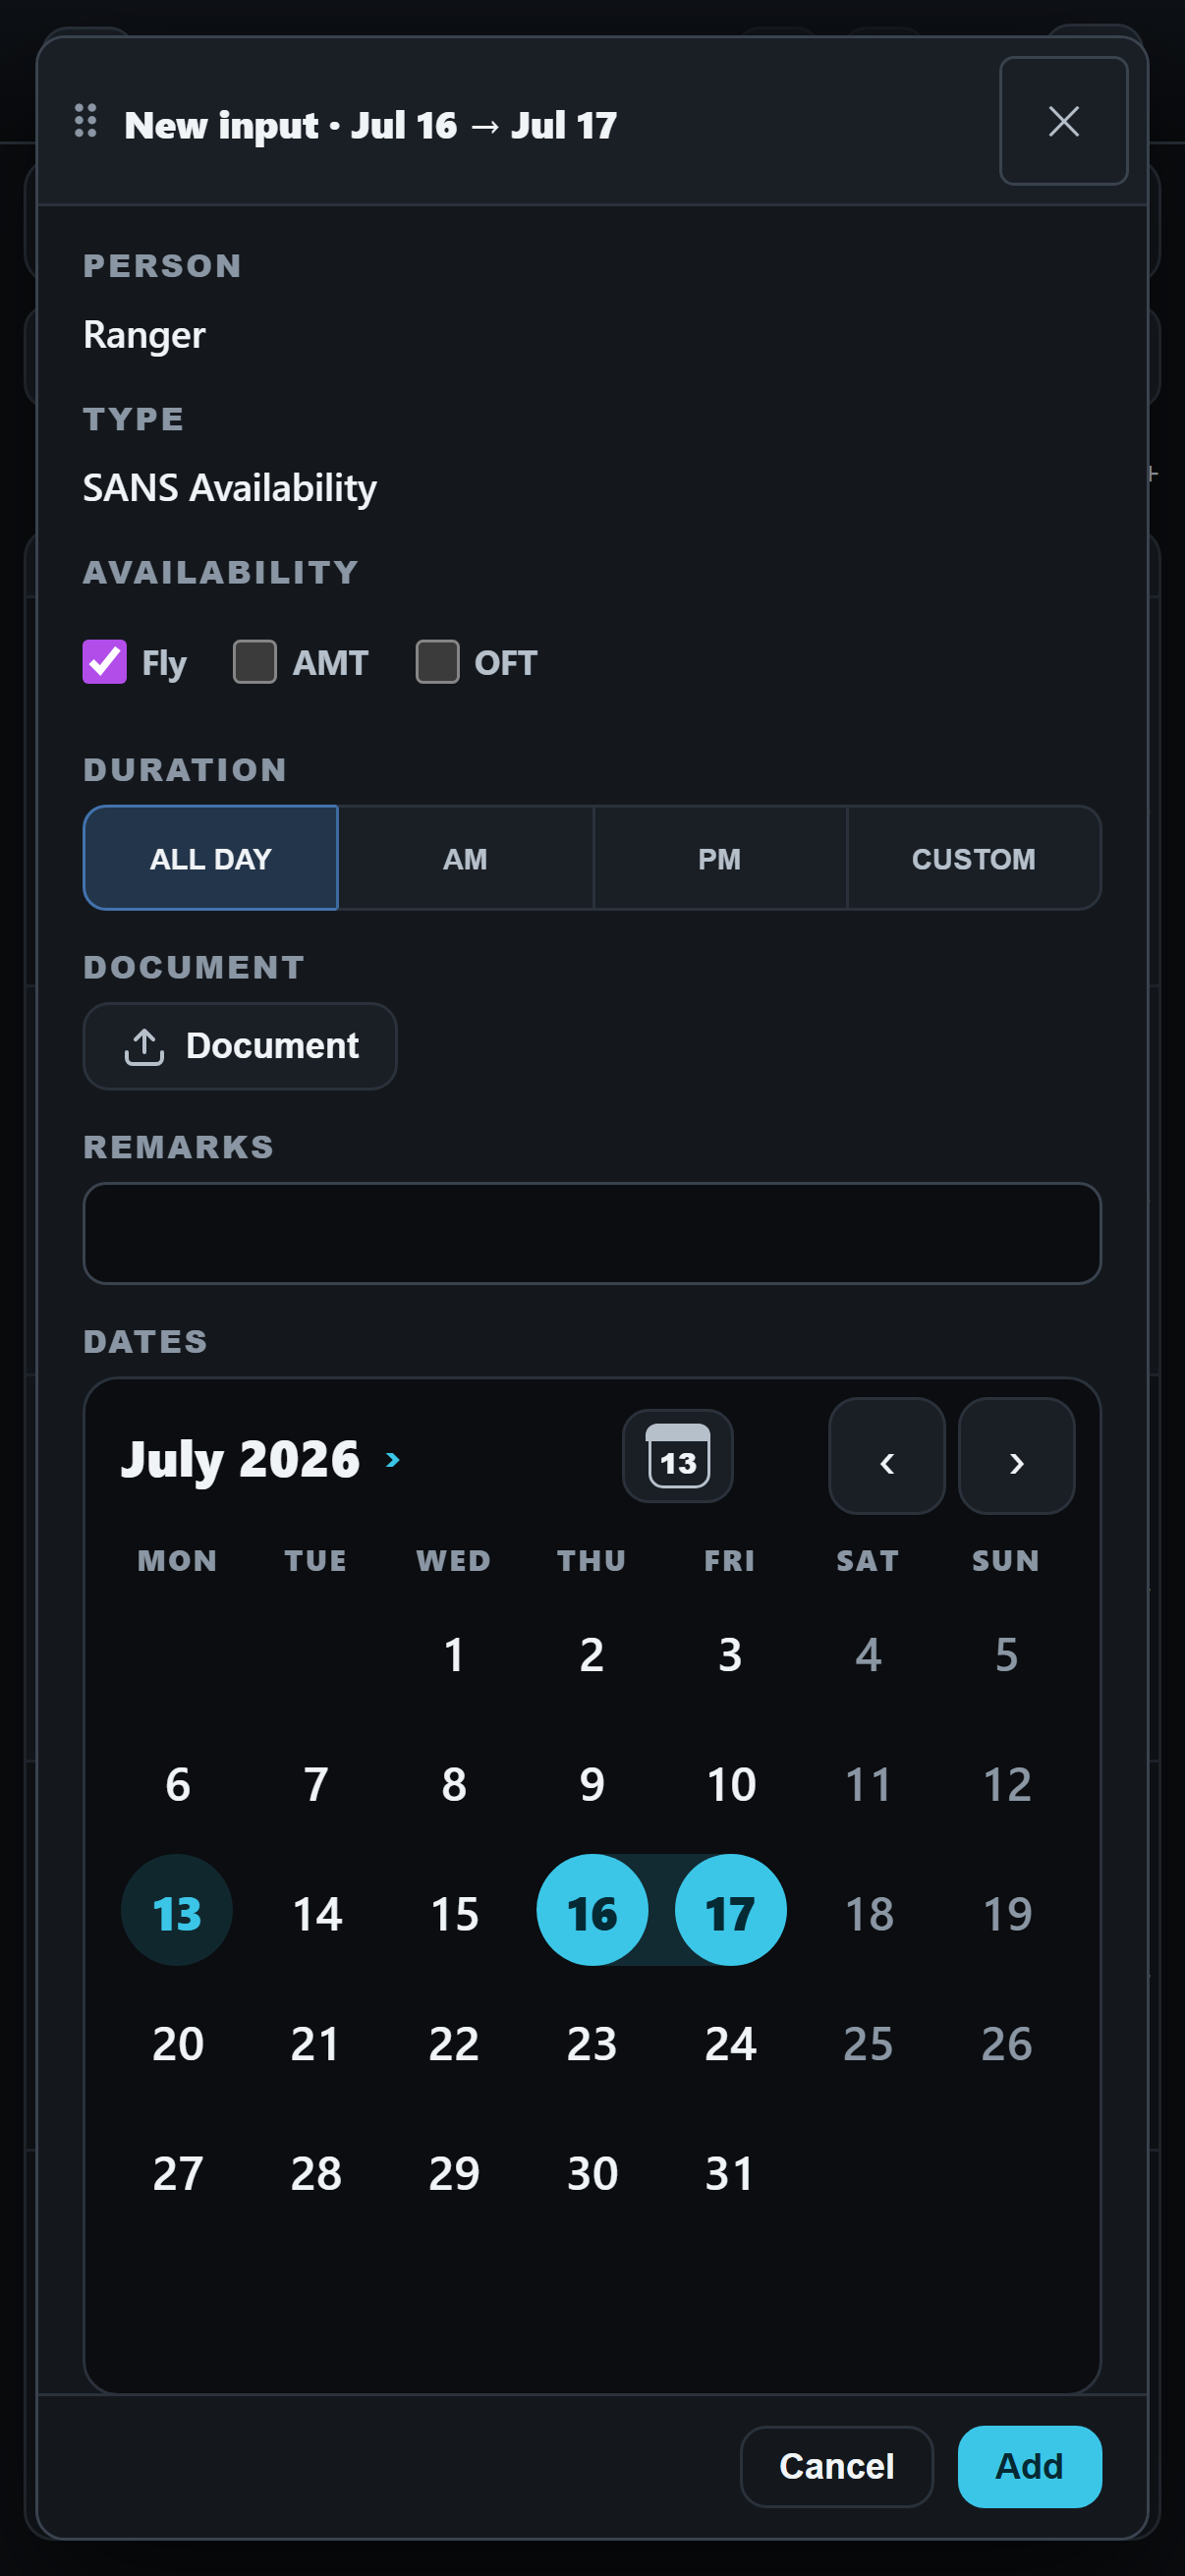 New input · Jul 16 → Jul 17
PERSON
Ranger
TYPE
SANS Availability
AVAILABILITY
Fly AMT OFT
DURATION
ALL DAY AM PM CUSTOM
DOCUMENT
Document
REMARKS
DATES
July 2026 › 13 ‹ ›
MON TUE WED THU FRI SAT SUN
1 2 3 4 5
6 7 8 9 10 11 12
13 14 15 16 17 18 19
20 21 22 23 24 25 26
27 28 29 30 31
Cancel Add